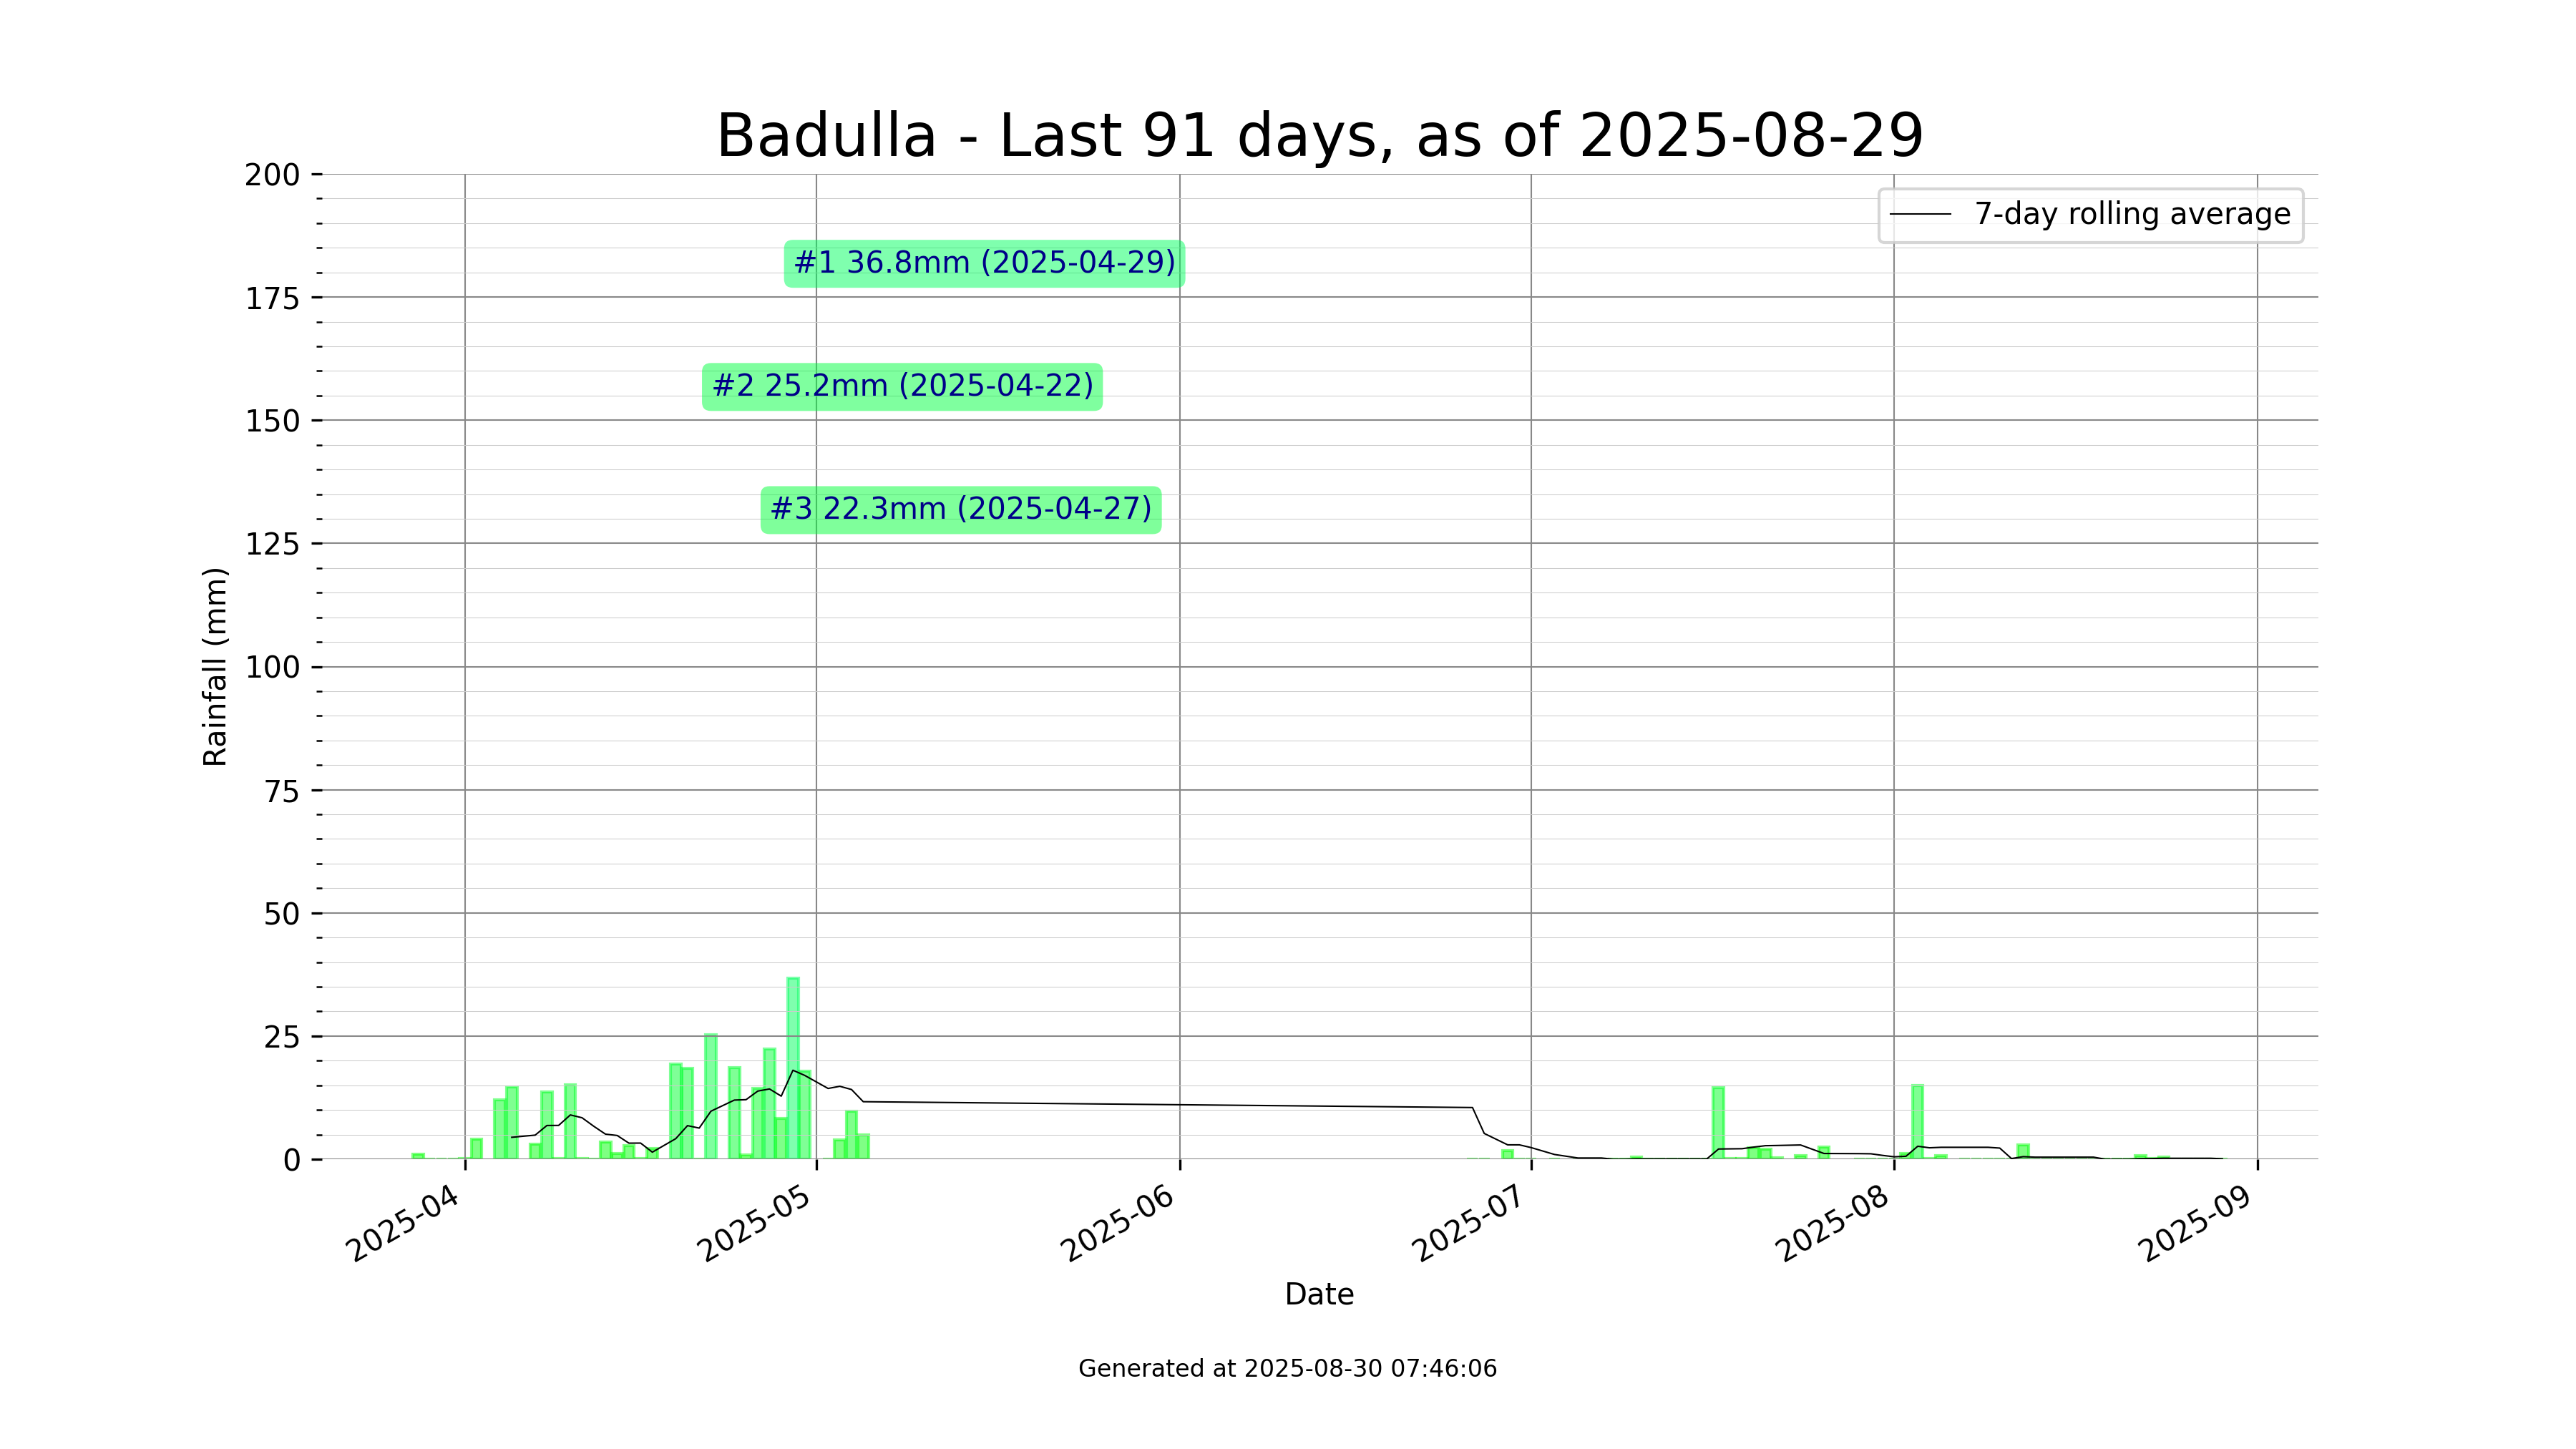 Badulla - Last 91 days, as of 2025-08-29
7-day rolling average
#1 36.8mm (2025-04-29)
#2 25.2mm (2025-04-22)
#3 22.3mm (2025-04-27)
Rainfall (mm)
200
175
150
125
100
75
50
25
0
2025-04
2025-05
2025-06
2025-07
2025-08
2025-09
Date
Generated at 2025-08-30 07:46:06